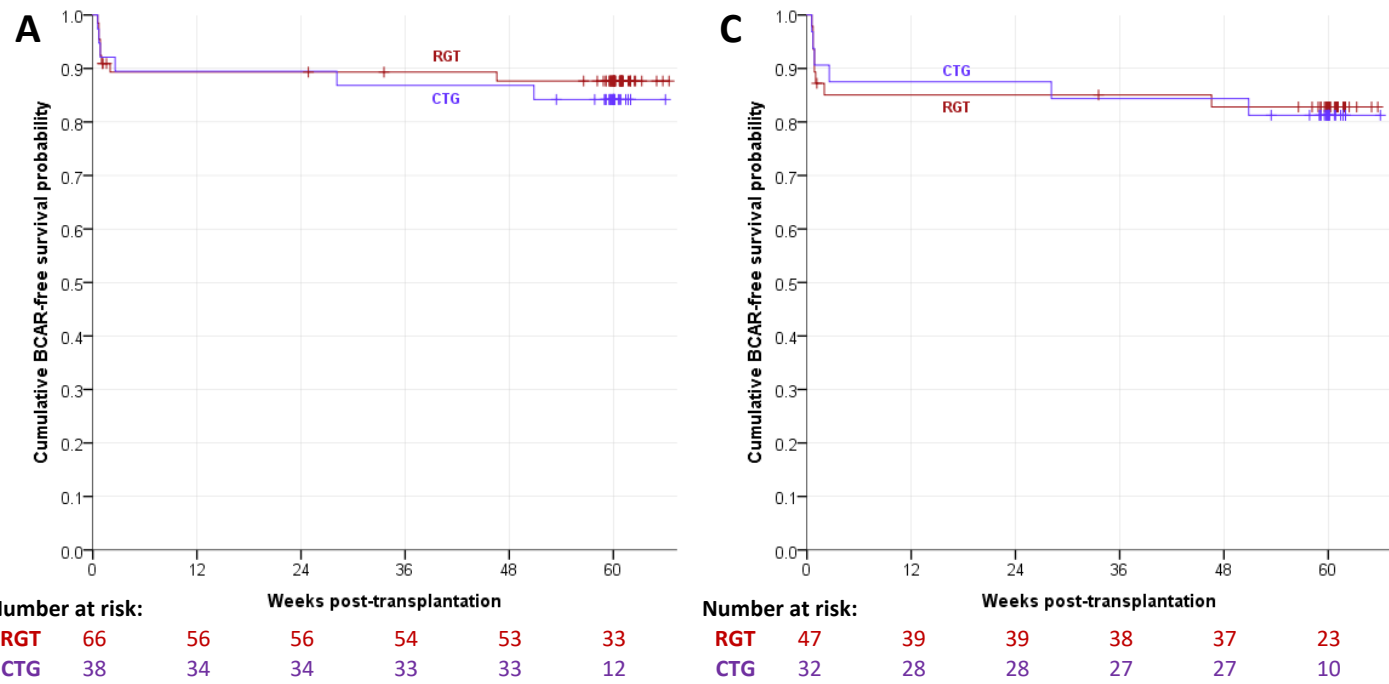 A
Cumulative BCAR-free survival probability
1.0
0.9
0.8
0.7
0.6
0.5
0.4
0.3
0.2
0.1
0.0
RGT
CTG
0 12 24 36 48 60
Weeks post-transplantation
umber at risk:
RGT 66 56 56 54 53 33
CTG 38 34 34 33 33 12
C
Cumulative BCAR-free survival probability
1.0
0.9
0.8
0.7
0.6
0.5
0.4
0.3
0.2
0.1
0.0
CTG
RGT
0 12 24 36 48 60
Weeks post-transplantation
Number at risk:
RGT 47 39 39 38 37 23
CTG 32 28 28 27 27 10